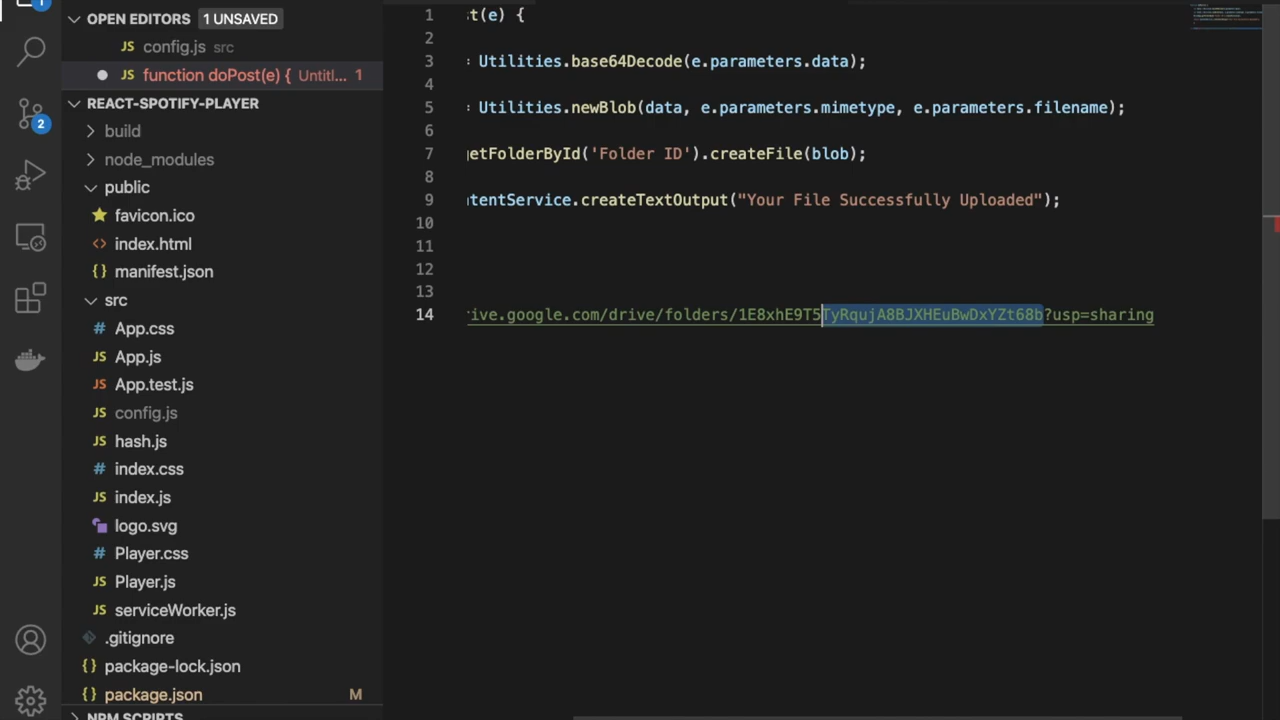 1
OPEN EDITORS 1 UNSAVED
JS config.js src
JS function doPost(e) { Untitl... 1
REACT-SPOTIFY-PLAYER
2
build
node_modules
public
favicon.ico
<> index.html
{} manifest.json
src
# App.css
JS App.js
JS App.test.js
JS config.js
JS hash.js
# index.css
JS index.js
logo.svg
# Player.css
JS Player.js
JS serviceWorker.js
.gitignore
{} package-lock.json
{} package.json M
NPM SCRIPTS
1 t(e) {
2
3 : Utilities.base64Decode(e.parameters.data);
4
5 : Utilities.newBlob(data, e.parameters.mimetype, e.parameters.filename);
6
7 etFolderById('Folder ID').createFile(blob);
8
9 tentService.createTextOutput("Your File Successfully Uploaded");
10
11
12
13
14 rive.google.com/drive/folders/1E8xhE9T5TyRqujA8BJXHEuBwDxYZt68b?usp=sharing